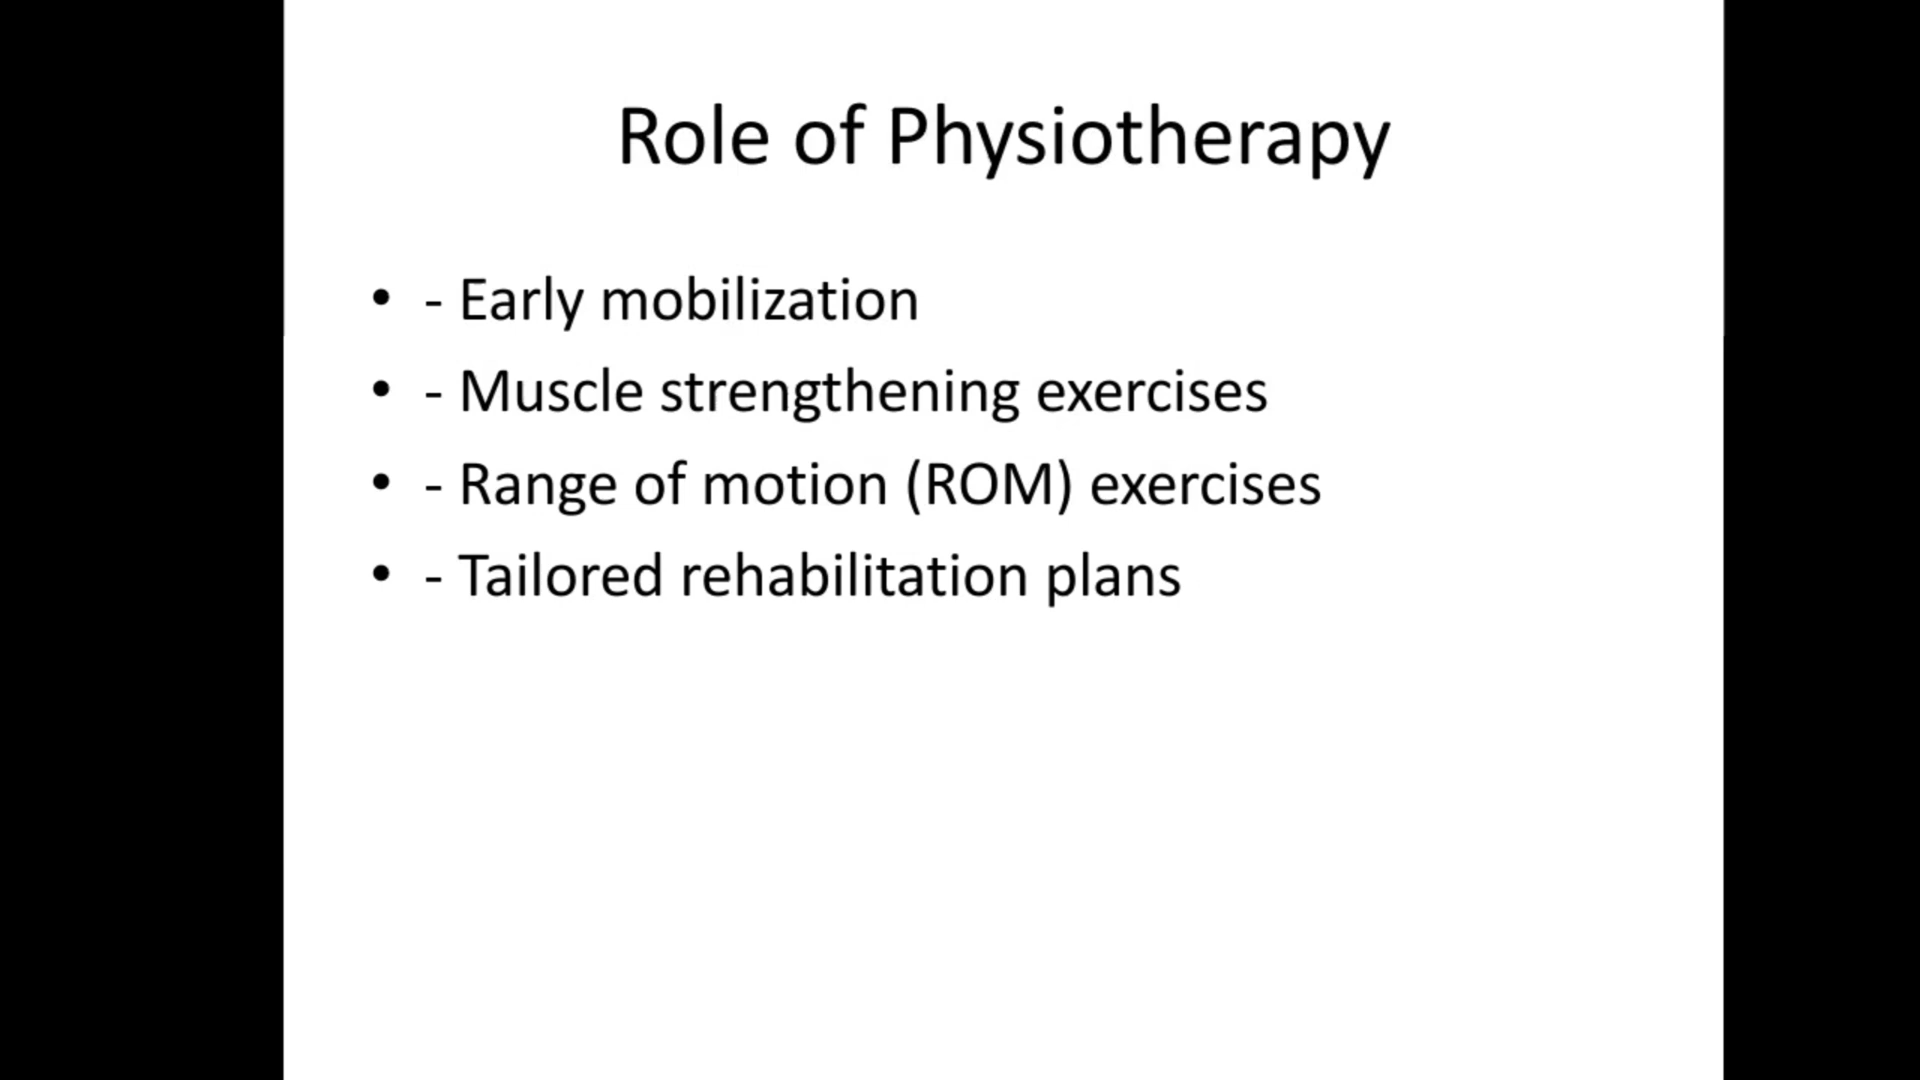 Role of Physiotherapy
• - Early mobilization
• - Muscle strengthening exercises
• - Range of motion (ROM) exercises
• - Tailored rehabilitation plans